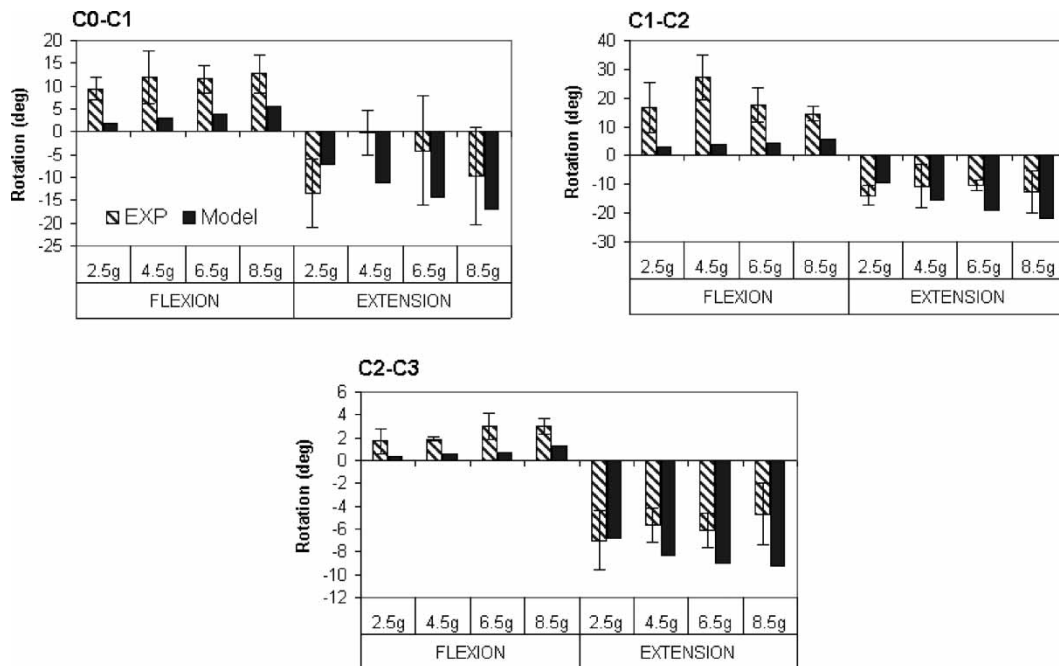 C0-C1
20
15
10
5
0
-5
-10
-15
-20
-25
Rotation (deg)
EXP Model
2.5g 4.5g 6.5g 8.5g 2.5g 4.5g 6.5g 8.5g
FLEXION EXTENSION
C1-C2
40
30
20
10
0
-10
-20
-30
Rotation (deg)
2.5g 4.5g 6.5g 8.5g 2.5g 4.5g 6.5g 8.5g
FLEXION EXTENSION
C2-C3
6
4
2
0
-2
-4
-6
-8
-10
-12
Rotation (deg)
2.5g 4.5g 6.5g 8.5g 2.5g 4.5g 6.5g 8.5g
FLEXION EXTENSION